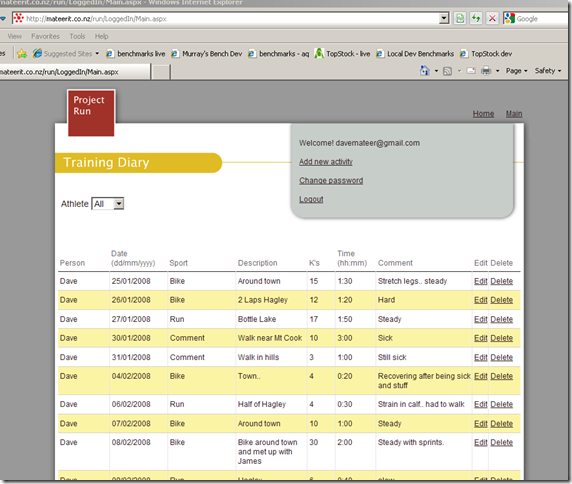 http://mateerit.co.nz/run/LoggedIn/Main.aspx - Windows Internet Explorer
http://mateerit.co.nz/run/LoggedIn/Main.aspx
Google
View Favorites Tools Help
Suggested Sites benchmarks live Murray's Bench Dev benchmarks - aq TopStock - live Local Dev Benchmarks TopStock dev
mateerit.co.nz/run/LoggedIn/Main.aspx
Page Safety
Project
Run
Home Main
Welcome! davemateer@gmail.com
Add new activity
Change password
Logout
Training Diary
Athlete All
Person Date (dd/mm/yyyy) Sport Description K's Time (hh:mm) Comment Edit Delete
Dave 25/01/2008 Bike Around town 15 1:30 Stretch legs.. steady Edit Delete
Dave 26/01/2008 Bike 2 Laps Hagley 12 1:20 Hard Edit Delete
Dave 27/01/2008 Run Bottle Lake 17 1:50 Steady Edit Delete
Dave 30/01/2008 Comment Walk near Mt Cook 10 3:00 Sick Edit Delete
Dave 31/01/2008 Comment Walk in hills 3 1:00 Still sick Edit Delete
Dave 04/02/2008 Bike Town.. 4 0:20 Recovering after being sick Edit Delete
and stuff
Dave 06/02/2008 Run Half of Hagley 4 0:30 Strain in calf.. had to walk Edit Delete
Dave 07/02/2008 Bike Around town 10 1:00 Steady Edit Delete
Dave 08/02/2008 Bike Bike around town 30 2:00 Steady with sprints. Edit Delete
and met up with
James